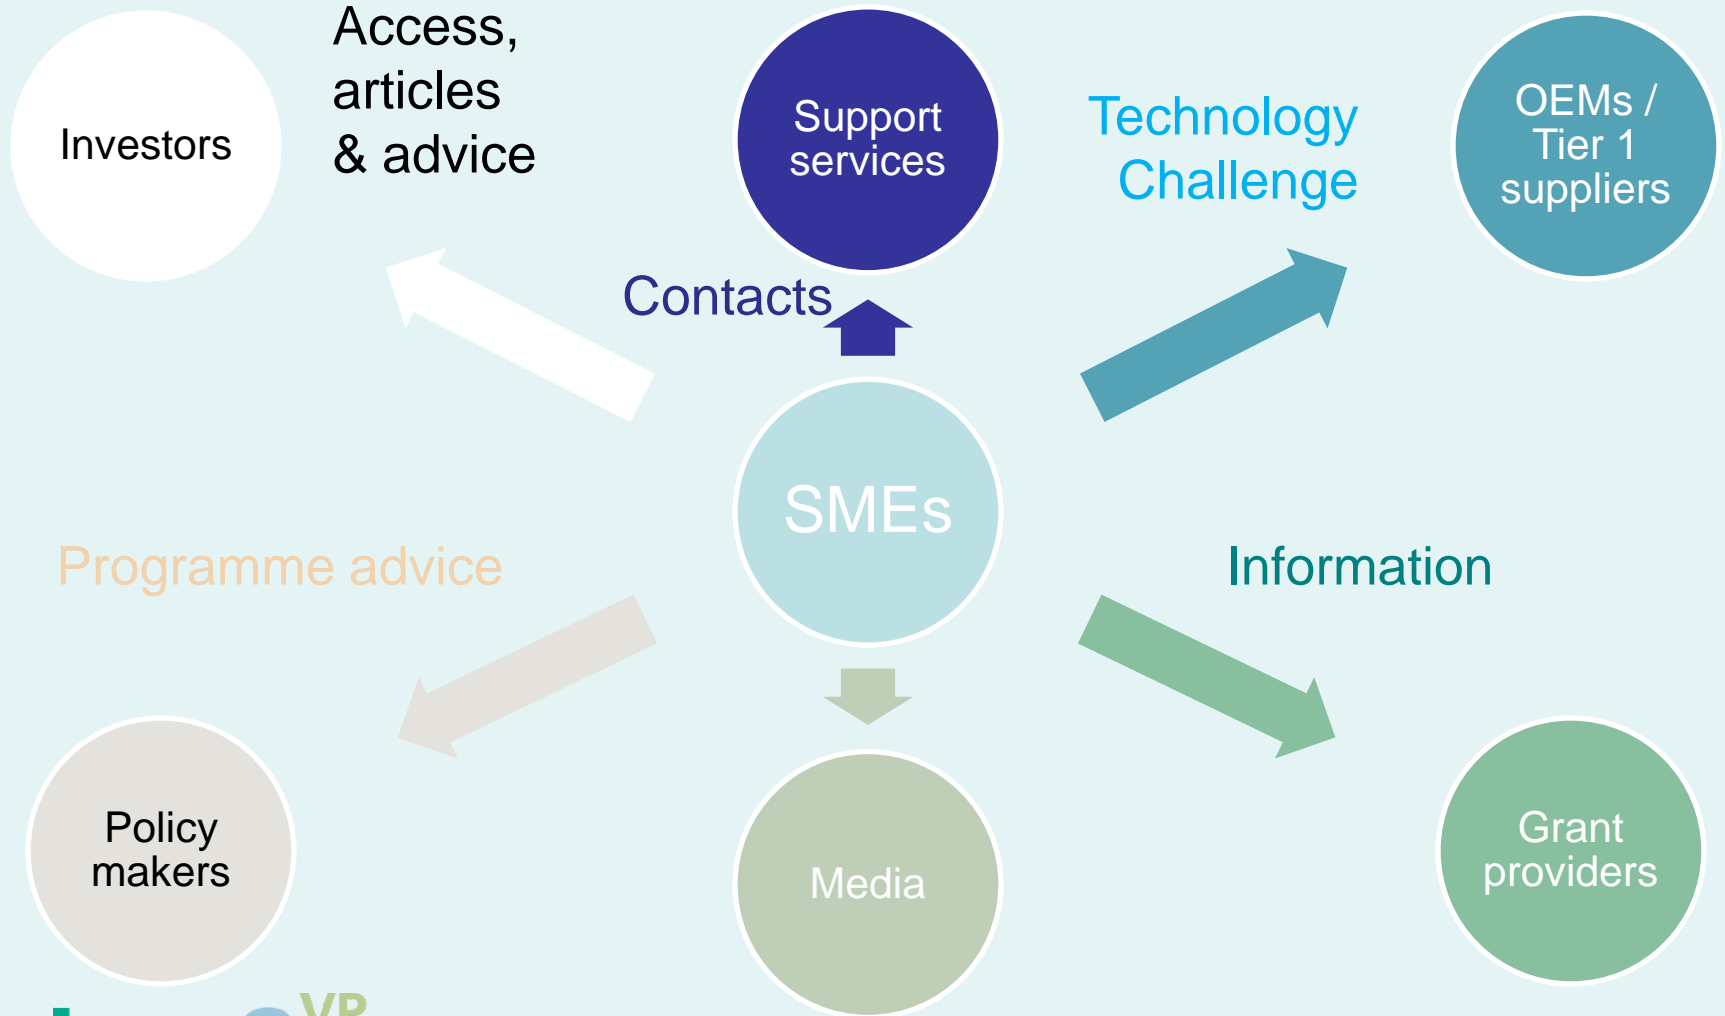 Access,
articles
& advice
Investors
Support
services
Technology
Challenge
OEMs /
Tier 1
suppliers
Contacts
SMEs
Programme advice
Information
Policy
makers
Media
Grant
providers
VP